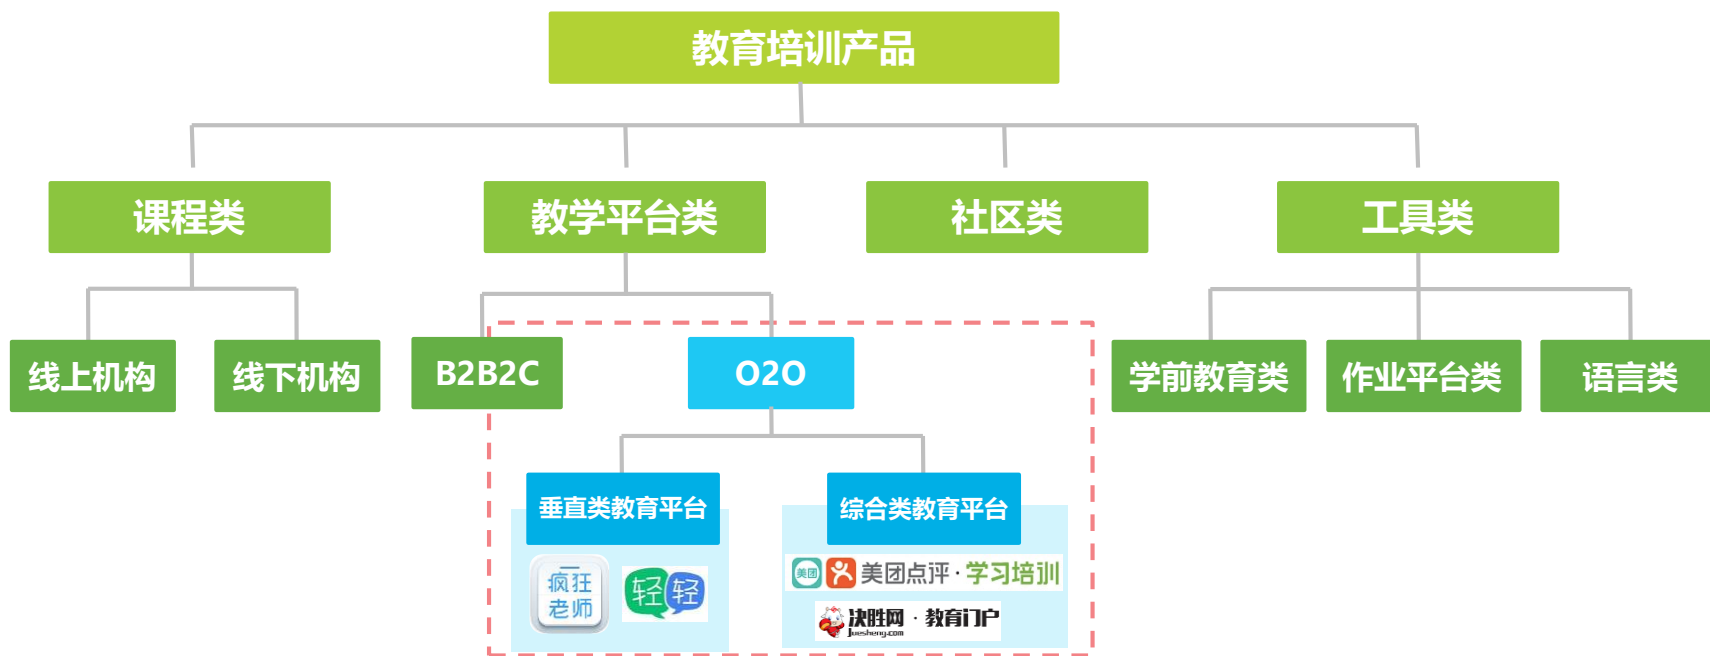 教育培训产品
课程类
教学平台类
社区类
工具类
线上机构
线下机构
B2B2C
O2O
学前教育类
作业平台类
语言类
垂直类教育平台
综合类教育平台
疯狂
老师
轻轻
美团
美团点评·学习培训
决胜网·教育门户
Juesheng.com